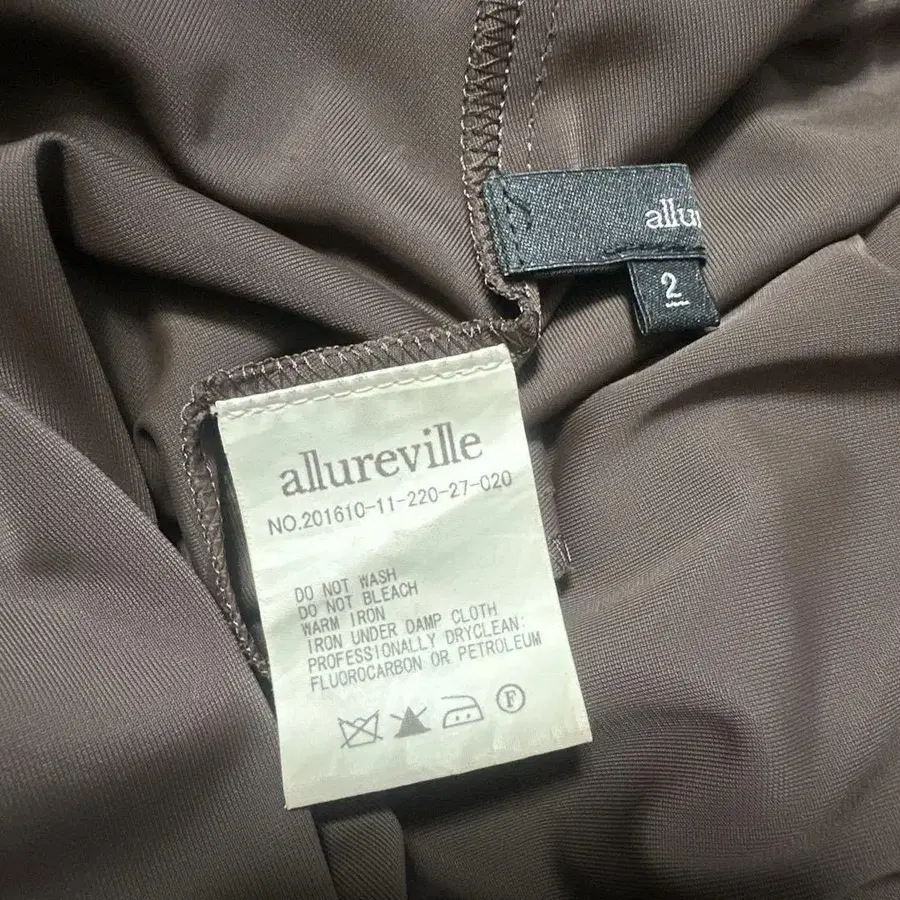 allu
2
allureville
NO.201610-11-220-27-020
DO NOT WASH
DO NOT BLEACH
WARM IRON
IRON UNDER DAMP CLOTH
PROFESSIONALLY DRYCLEAN:
FLUOROCARBON OR PETROLEUM
F